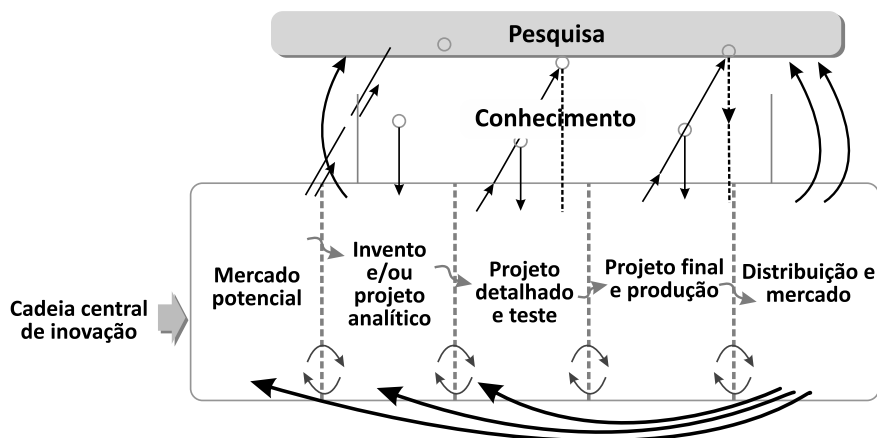 Pesquisa
Conhecimento
Cadeia central
de inovação
Mercado
potencial
Invento
e/ou
projeto
analítico
Projeto
detalhado
e teste
Projeto final
e produção
Distribuição e
mercado